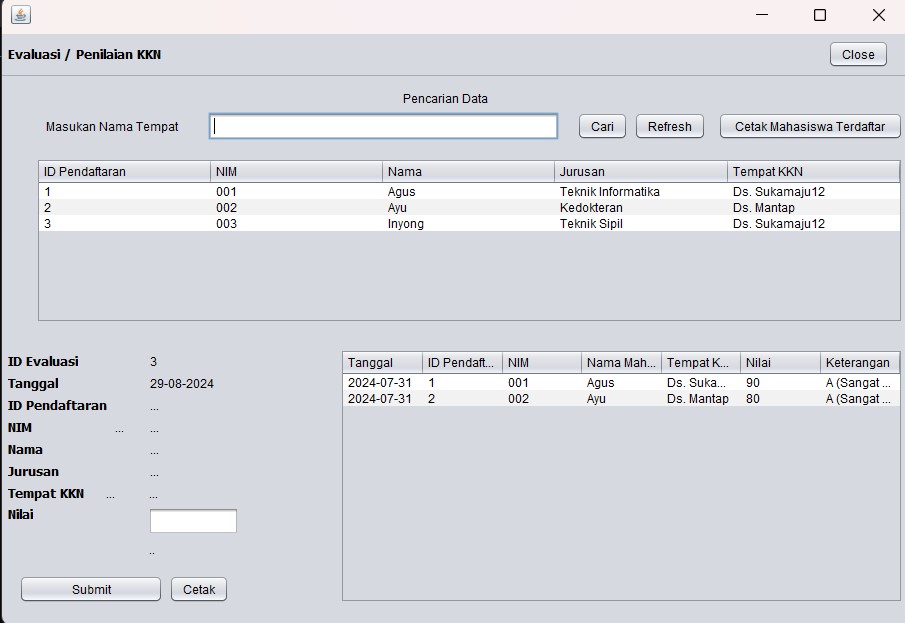 Evaluasi / Penilaian KKN
Close
Pencarian Data
Masukan Nama Tempat
Cari Refresh Cetak Mahasiswa Terdaftar
ID Pendaftaran NIM Nama Jurusan Tempat KKN
1 001 Agus Teknik Informatika Ds. Sukamaju12
2 002 Ayu Kedokteran Ds. Mantap
3 003 Inyong Teknik Sipil Ds. Sukamaju12
ID Evaluasi 3
Tanggal 29-08-2024
ID Pendaftaran ...
NIM ... ...
Nama ...
Jurusan ...
Tempat KKN ... ...
Nilai
..
Submit Cetak
Tanggal ID Pendaft... NIM Nama Mah... Tempat K... Nilai Keterangan
2024-07-31 1 001 Agus Ds. Suka... 90 A (Sangat ...
2024-07-31 2 002 Ayu Ds. Mantap 80 A (Sangat ...